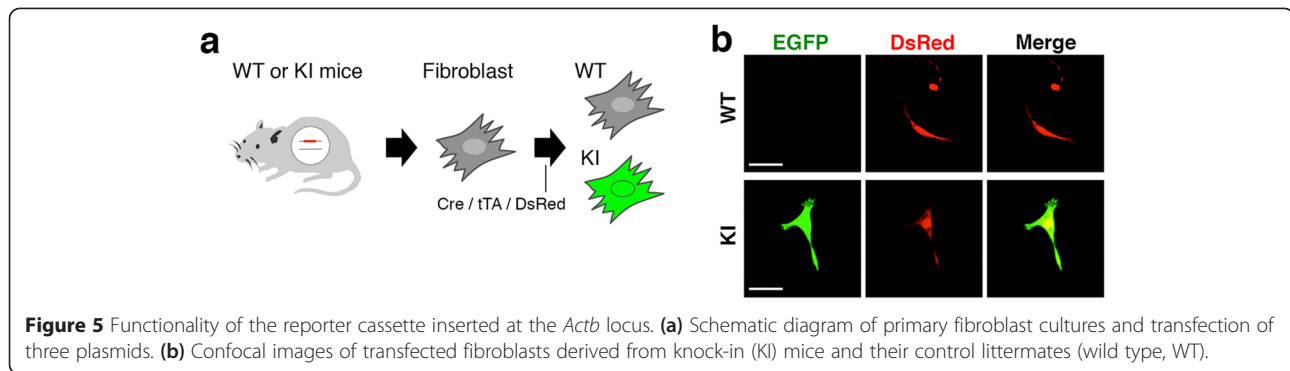 a
WT or KI mice
Fibroblast
WT
KI
Cre / tTA / DsRed
b
EGFP DsRed Merge
WT
KI
Figure 5 Functionality of the reporter cassette inserted at the Actb locus. (a) Schematic diagram of primary fibroblast cultures and transfection of
three plasmids. (b) Confocal images of transfected fibroblasts derived from knock-in (KI) mice and their control littermates (wild type, WT).